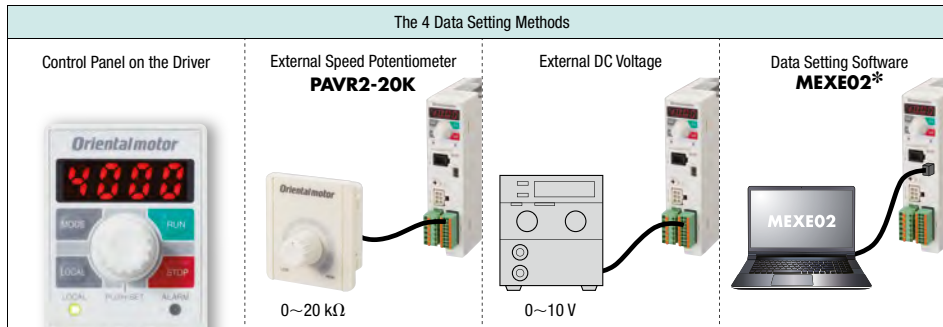 The 4 Data Setting Methods
Control Panel on the Driver
Orientalmotor
4000
MODE
RUN
LOCAL
STOP
LOCAL
PUSH-SET
ALARM
External Speed Potentiometer
PAVR2-20K
Orientalmotor
0~20 kΩ
External DC Voltage
0~10 V
Data Setting Software
MEXE02*
MEXE02